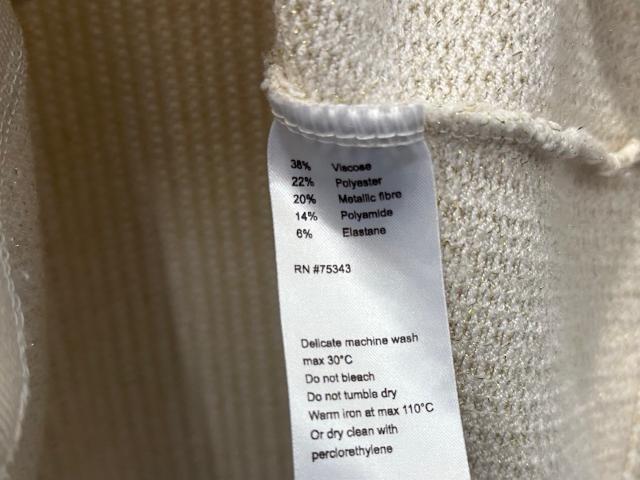 38% Viscose
22% Polyester
20% Metallic fibre
14% Polyamide
6% Elastane
RN #75343
Delicate machine wash
max 30°C
Do not bleach
Do not tumble dry
Warm iron at max 110°C
Or dry clean with
perclorethylene